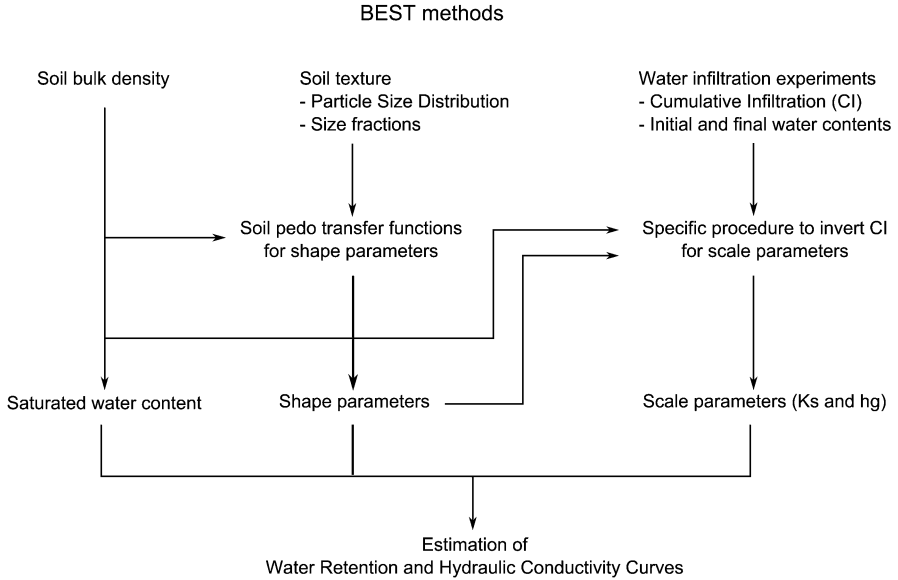 BEST methods
Soil bulk density
Soil texture
- Particle Size Distribution
- Size fractions
Water infiltration experiments
- Cumulative Infiltration (CI)
- Initial and final water contents
Soil pedo transfer functions
for shape parameters
Specific procedure to invert CI
for scale parameters
Saturated water content
Shape parameters
Scale parameters (Ks and hg)
Estimation of
Water Retention and Hydraulic Conductivity Curves